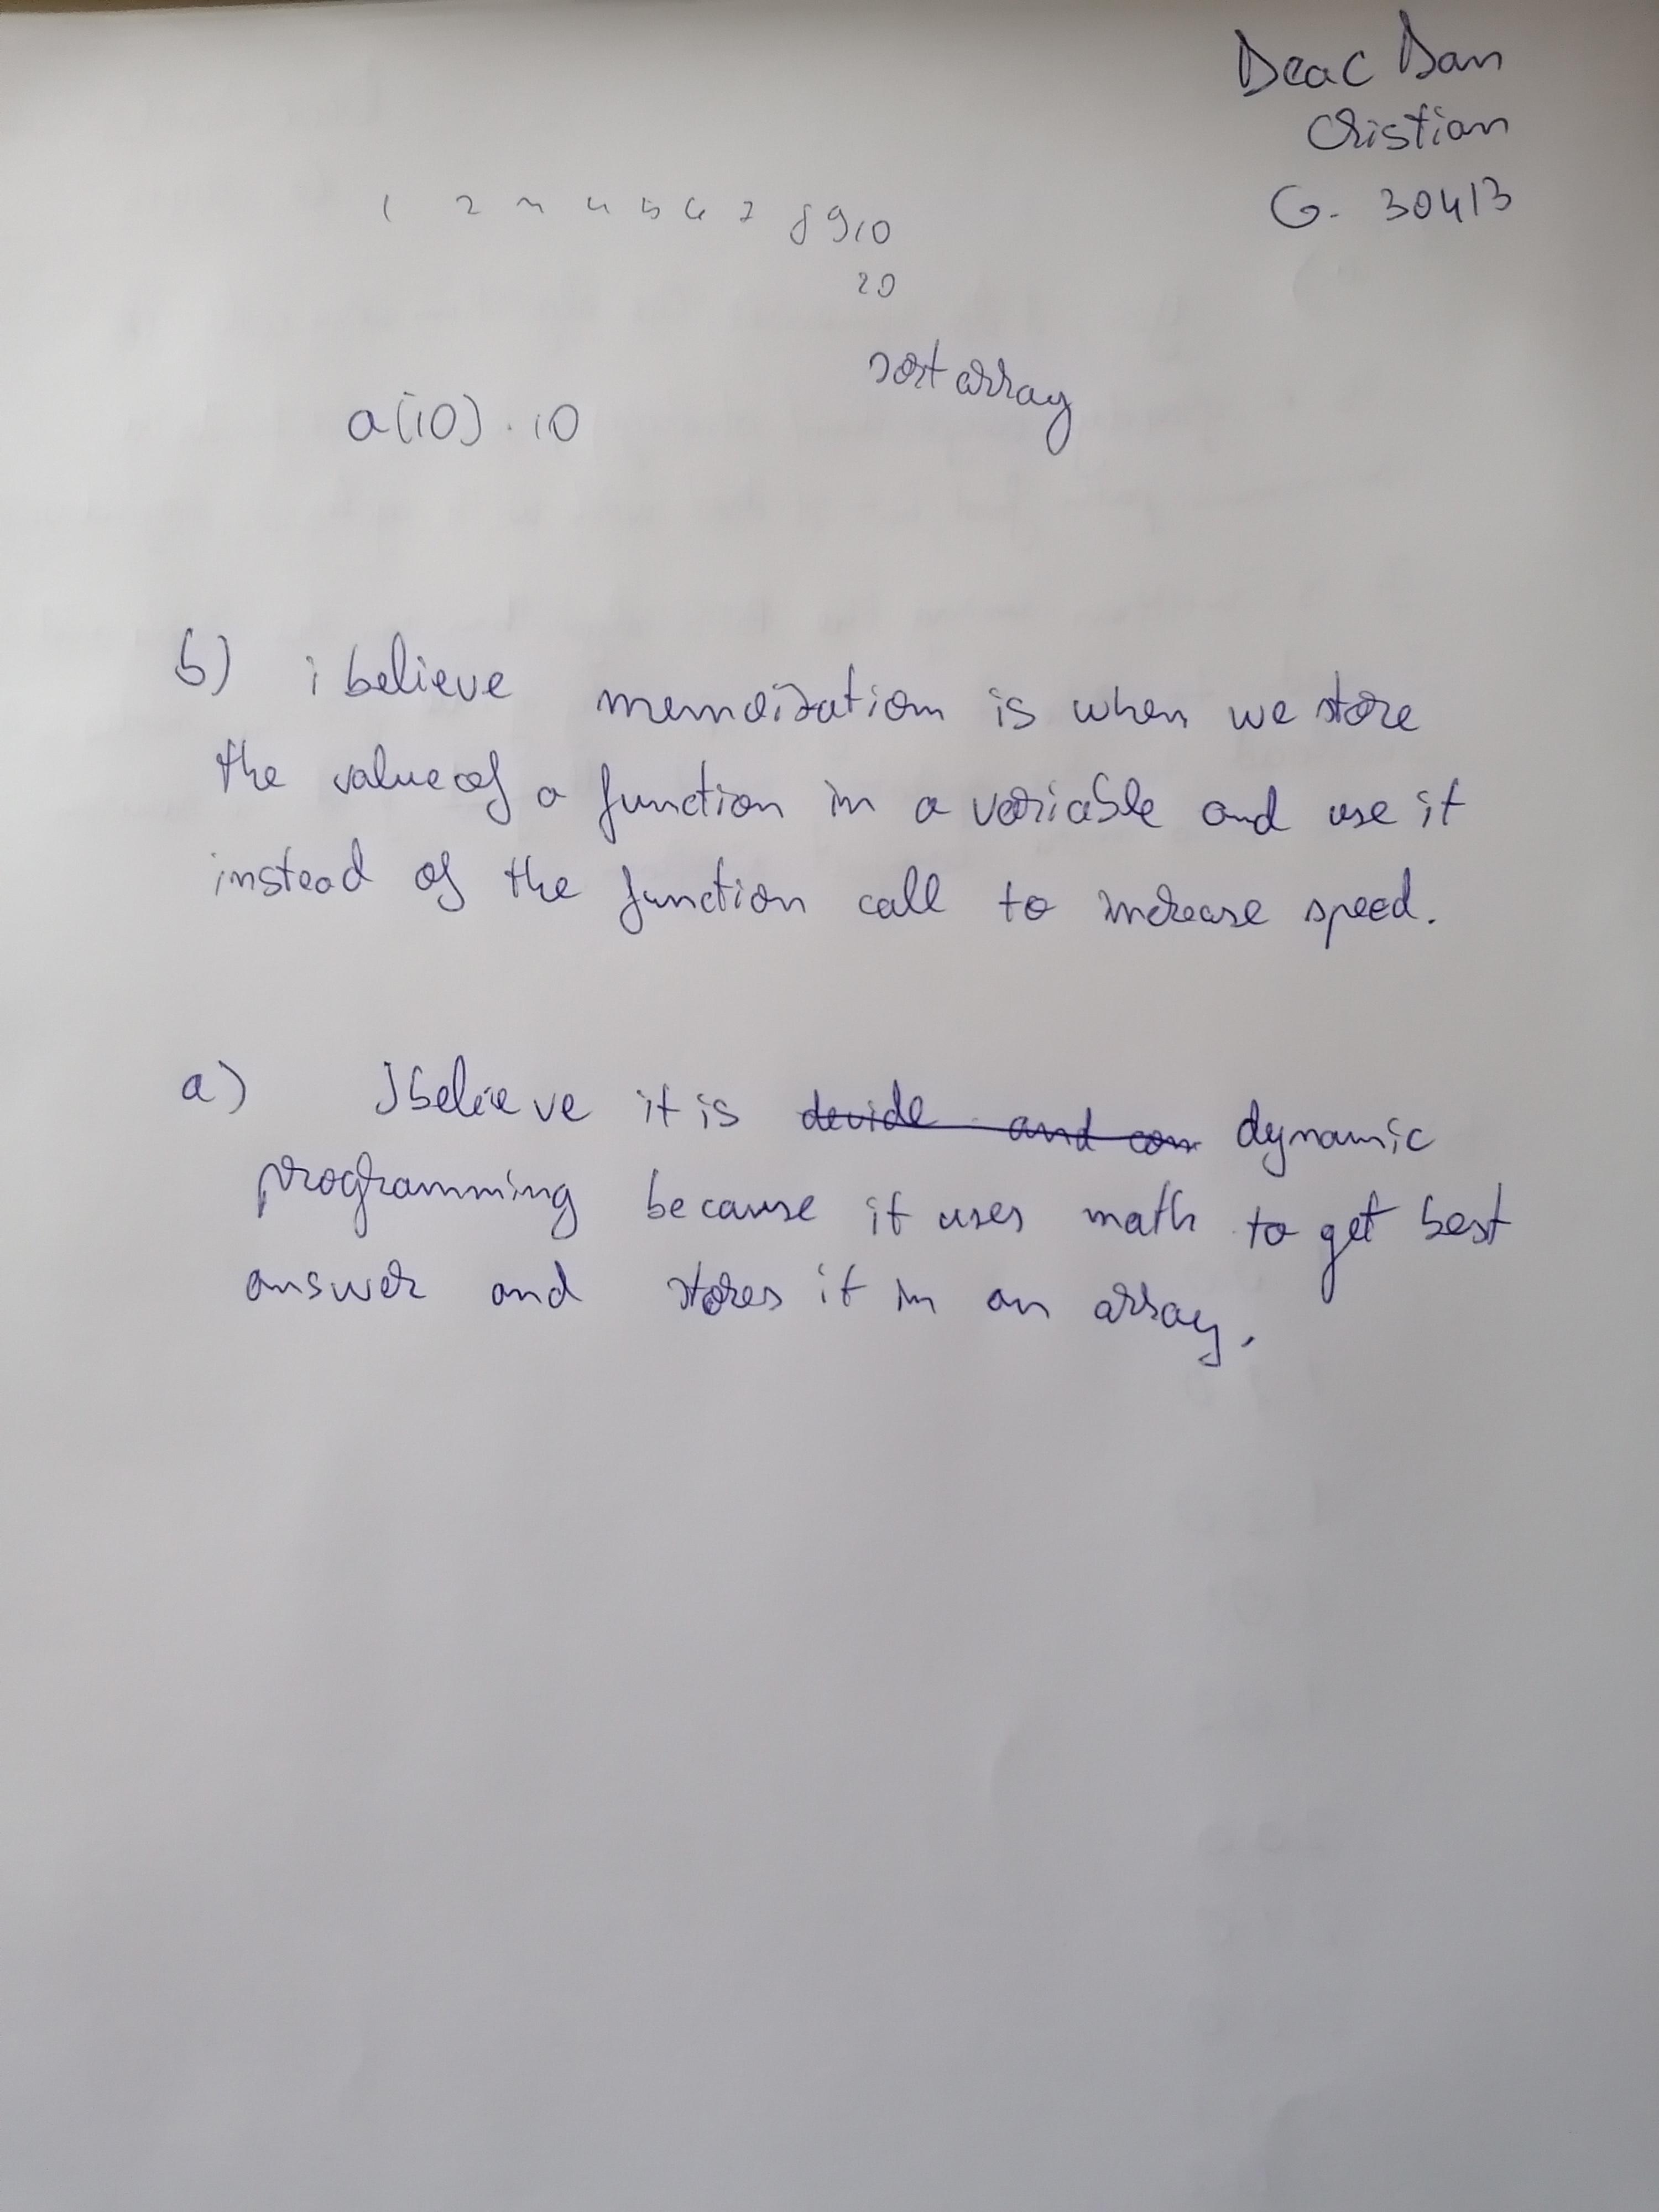 Deac Dan
Cristian
G. 30413
1 2 3 4 5 6 7 8 9 10
20
sort array
a(10) . 10
b) i believe memoization is when we store
the value of a function in a variable and use it
instead of the function call to increase speed.
a) I believe it is devide and con dynamic
programming because it uses math to get best
answer and stores it in an array.